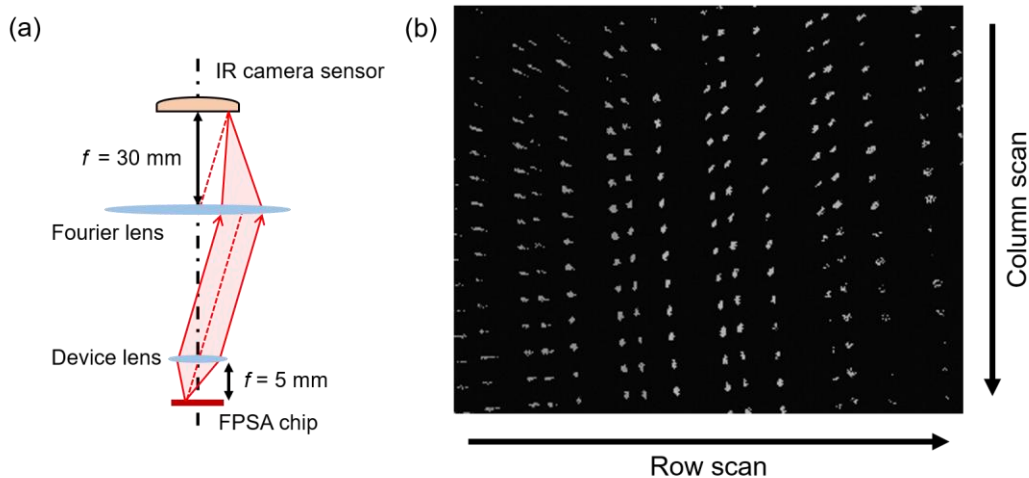 (a)
IR camera sensor
f = 30 mm
Fourier lens
Device lens
f = 5 mm
FPSA chip
(b)
Column scan
Row scan